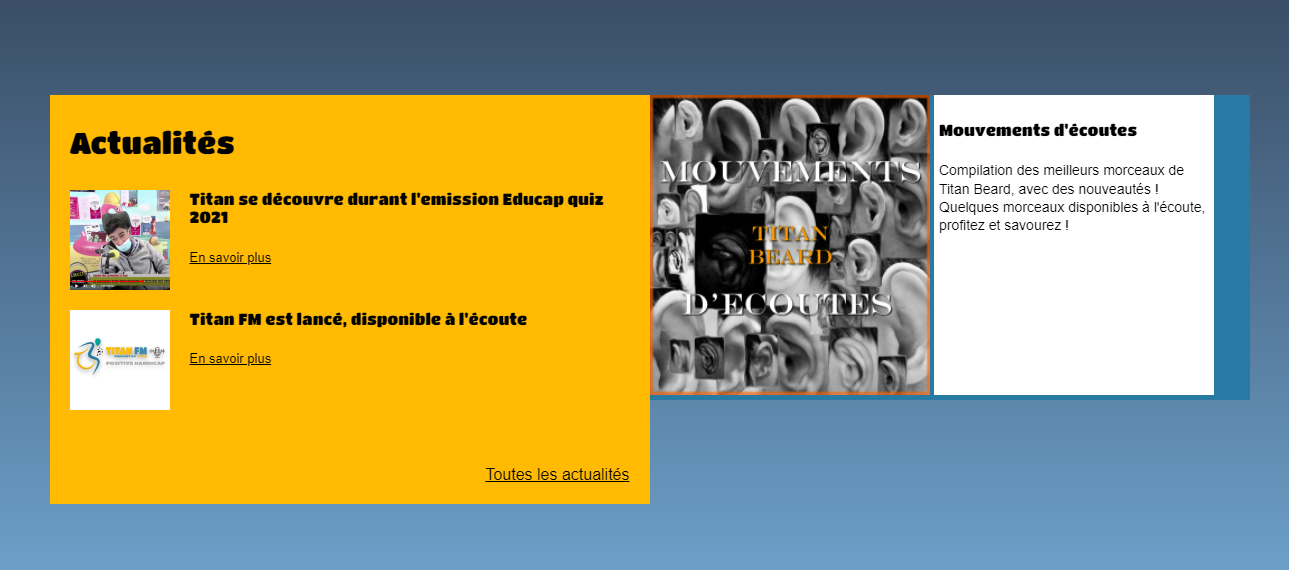 Actualités
Titan se découvre durant l'emission Educap quiz
2021
En savoir plus
TITAN FM
POSITIVE HANDICAP
Titan FM est lancé, disponible à l'écoute
En savoir plus
Toutes les actualités
MOUVEMENTS
TITAN
BEARD
D'ECOUTES
Mouvements d'écoutes
Compilation des meilleurs morceaux de
Titan Beard, avec des nouveautés !
Quelques morceaux disponibles à l'écoute,
profitez et savourez !